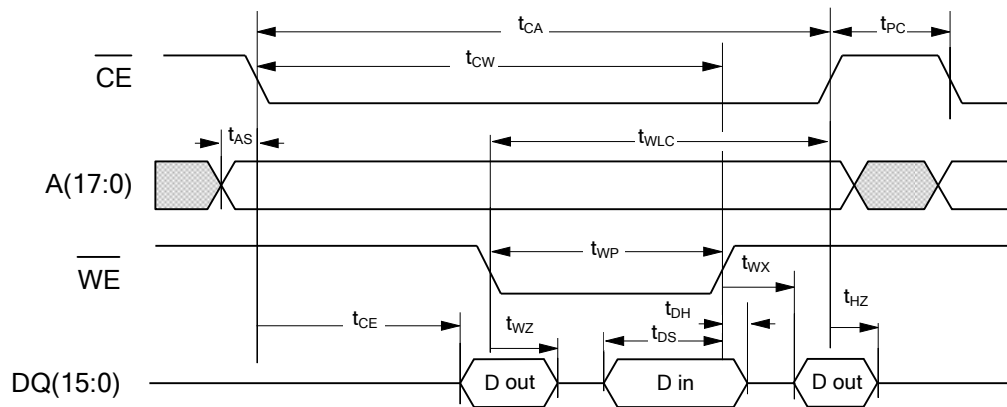 tCA
tPC
CE
tCW
tAS
tWLC
A(17:0)
WE
tWP
tWX
tCE
tWZ
tDH
tHZ
tDS
DQ(15:0)
D out
D in
D out